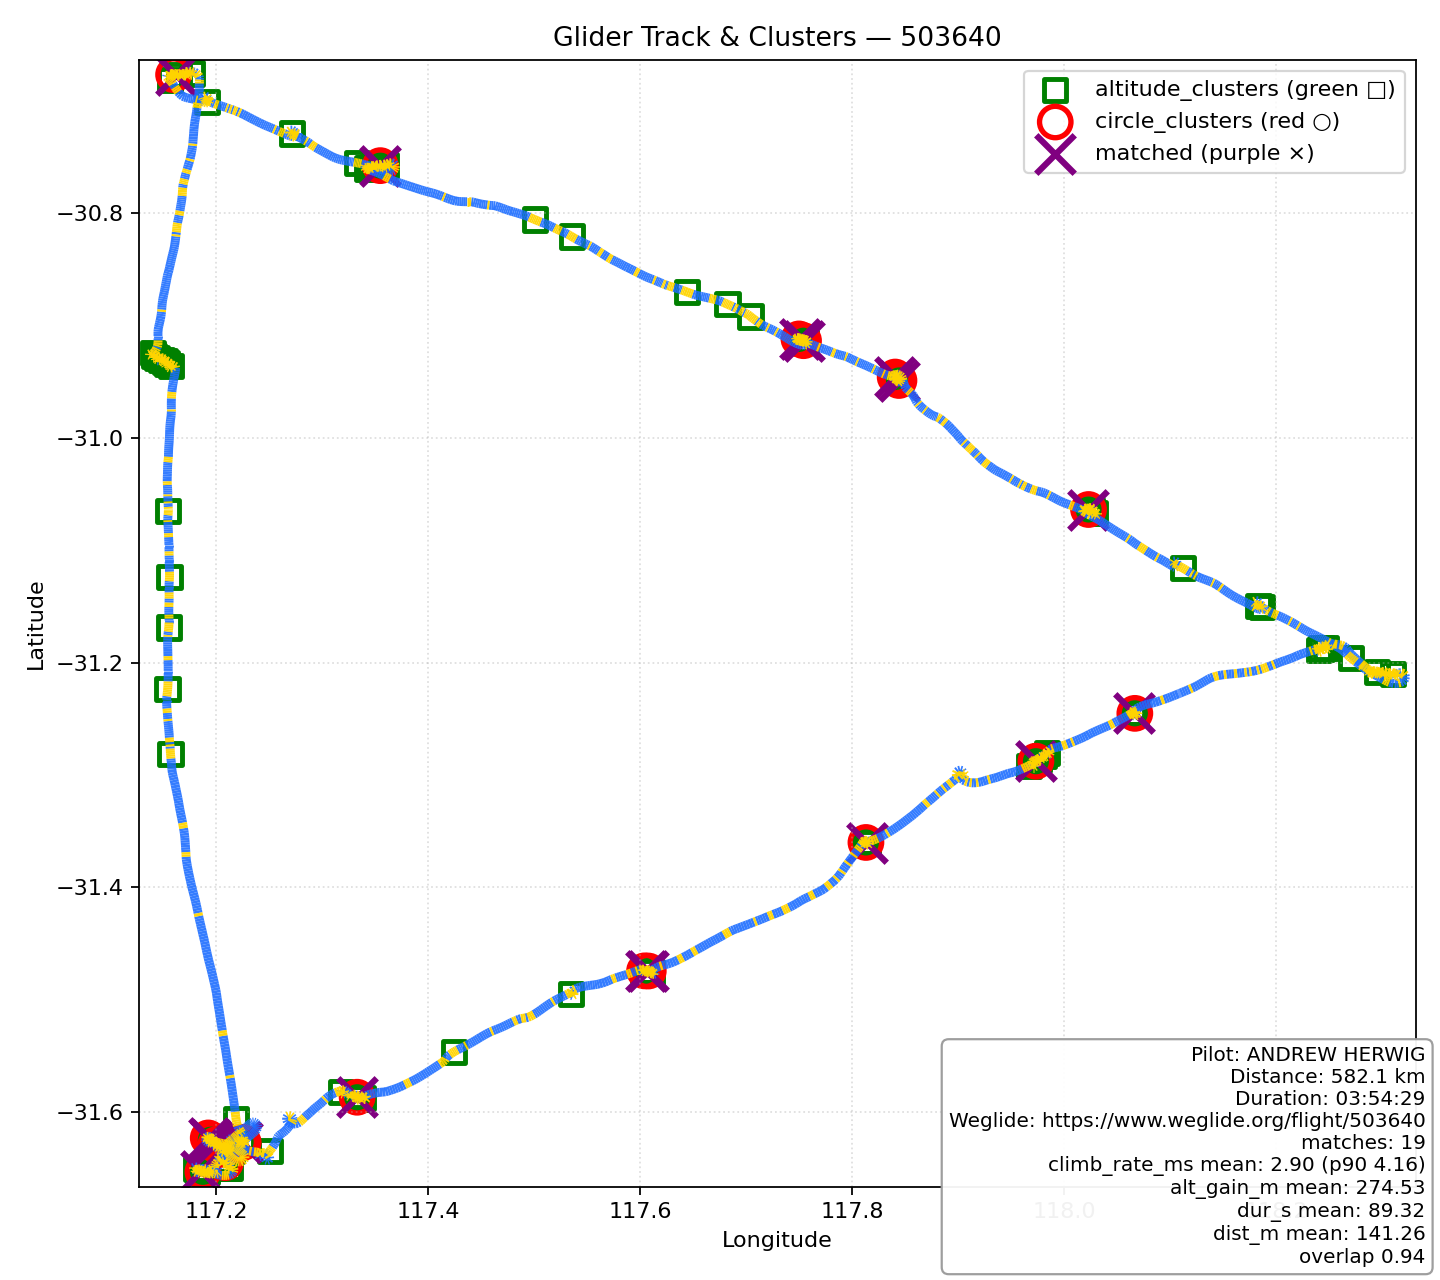 Glider Track & Clusters — 503640
altitude_clusters (green □)
circle_clusters (red ○)
matched (purple ×)
−30.8
−31.0
−31.2
−31.4
−31.6
Latitude
117.2
117.4
117.6
117.8
118.0
Longitude
Pilot: ANDREW HERWIG
Distance: 582.1 km
Duration: 03:54:29
Weglide: https://www.weglide.org/flight/503640
matches: 19
climb_rate_ms mean: 2.90 (p90 4.16)
alt_gain_m mean: 274.53
dur_s mean: 89.32
dist_m mean: 141.26
overlap 0.94